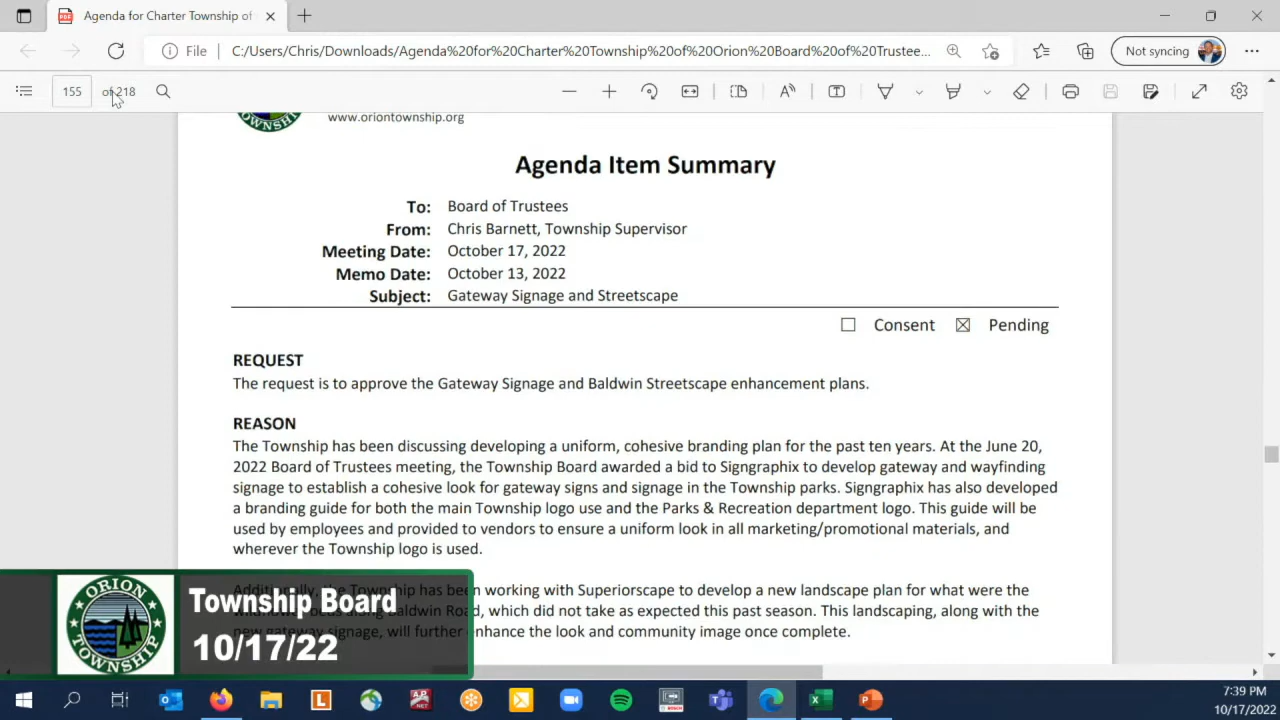 Agenda for Charter Township of
File
C:/Users/Chris/Downloads/Agenda%20for%20Charter%20Township%20of%20Orion%20Board%20of%20Trustee...
Not syncing
155
of 218
www.oriontownship.org
Agenda Item Summary
To: Board of Trustees
From: Chris Barnett, Township Supervisor
Meeting Date: October 17, 2022
Memo Date: October 13, 2022
Subject: Gateway Signage and Streetscape
☐ Consent ☒ Pending
REQUEST
The request is to approve the Gateway Signage and Baldwin Streetscape enhancement plans.
REASON
The Township has been discussing developing a uniform, cohesive branding plan for the past ten years. At the June 20,
2022 Board of Trustees meeting, the Township Board awarded a bid to Signgraphix to develop gateway and wayfinding
signage to establish a cohesive look for gateway signs and signage in the Township parks. Signgraphix has also developed
a branding guide for both the main Township logo use and the Parks & Recreation department logo. This guide will be
used by employees and provided to vendors to ensure a uniform look in all marketing/promotional materials, and
wherever the Township logo is used.
Additionally, the Township has been working with Superiorscape to develop a new landscape plan for what were the
Baldwin Road, which did not take as expected this past season. This landscaping, along with the
new gateway signage, will further enhance the look and community image once complete.
ORION
TOWNSHIP
Township Board
10/17/22
7:39 PM
10/17/2022